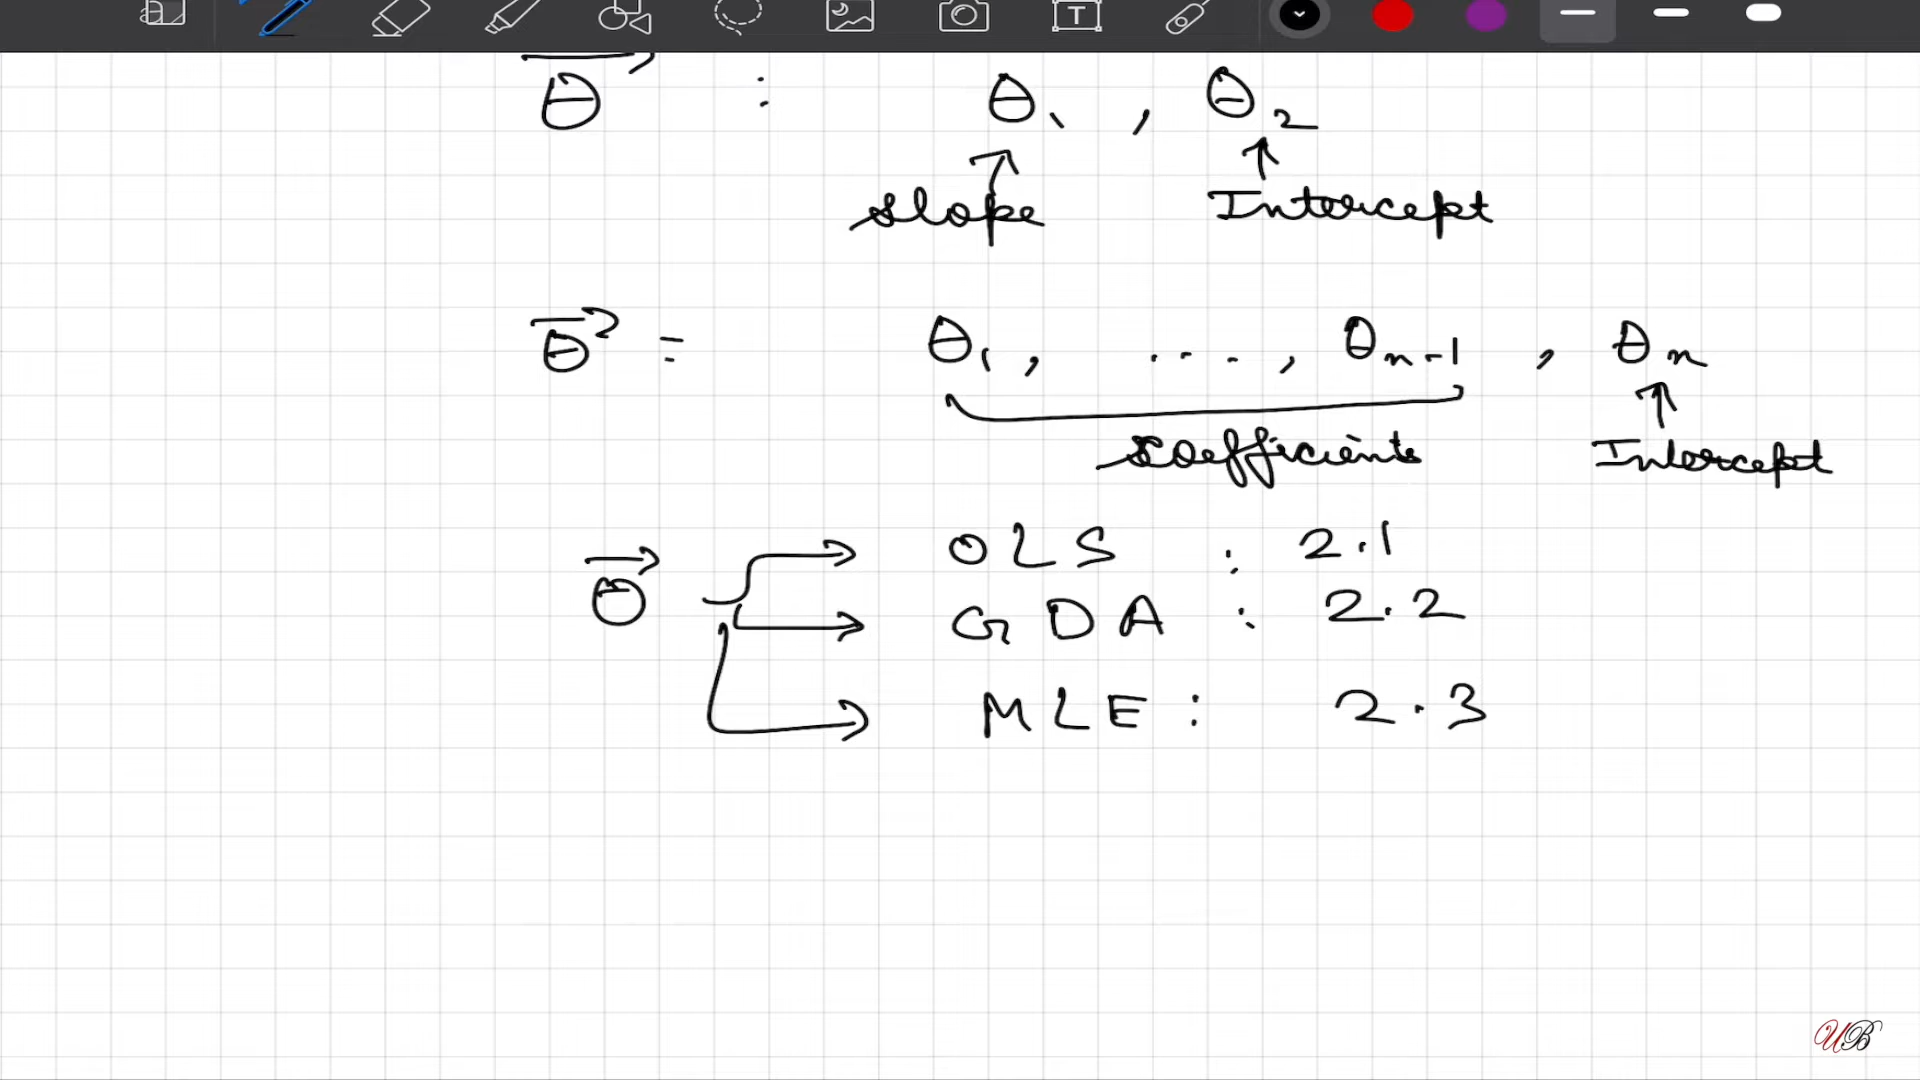 θ⃗ : θ₁ , θ₂
Slope Intercept
θ⃗ = θ₁, ...., θₙ₋₁ , θₙ
Coefficients Intercept
θ⃗ OLS : 2.1
GDA : 2.2
MLE : 2.3
UB